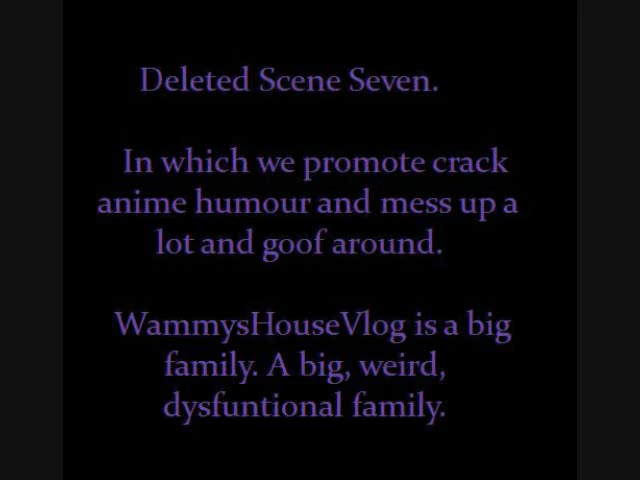 Deleted Scene Seven.
In which we promote crack
anime humour and mess up a
lot and goof around.
WammysHouseVlog is a big
family. A big, weird,
dysfuntional family.